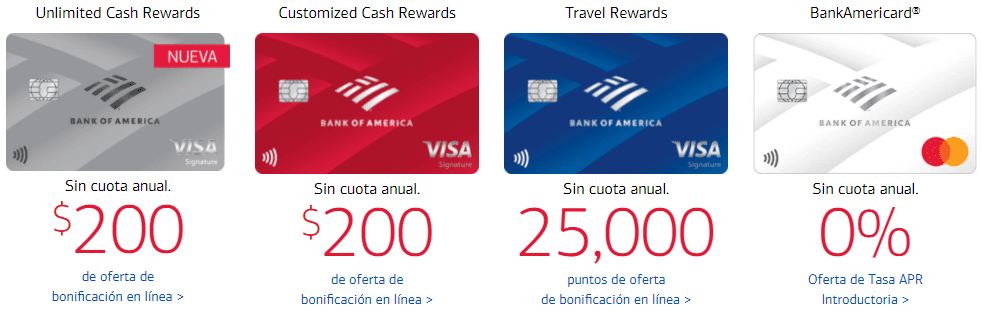 Unlimited Cash Rewards
NUEVA
BANK OF AMERICA
VISA
Signature
Sin cuota anual.
$200
de oferta de
bonificación en línea >
Customized Cash Rewards
BANK OF AMERICA
VISA
Signature
Sin cuota anual.
$200
de oferta de
bonificación en línea >
Travel Rewards
BANK OF AMERICA
VISA
Signature
Sin cuota anual.
25,000
puntos de oferta
de bonificación en línea >
BankAmericard®
BANK OF AMERICA
Sin cuota anual.
0%
Oferta de Tasa APR
Introductoria >